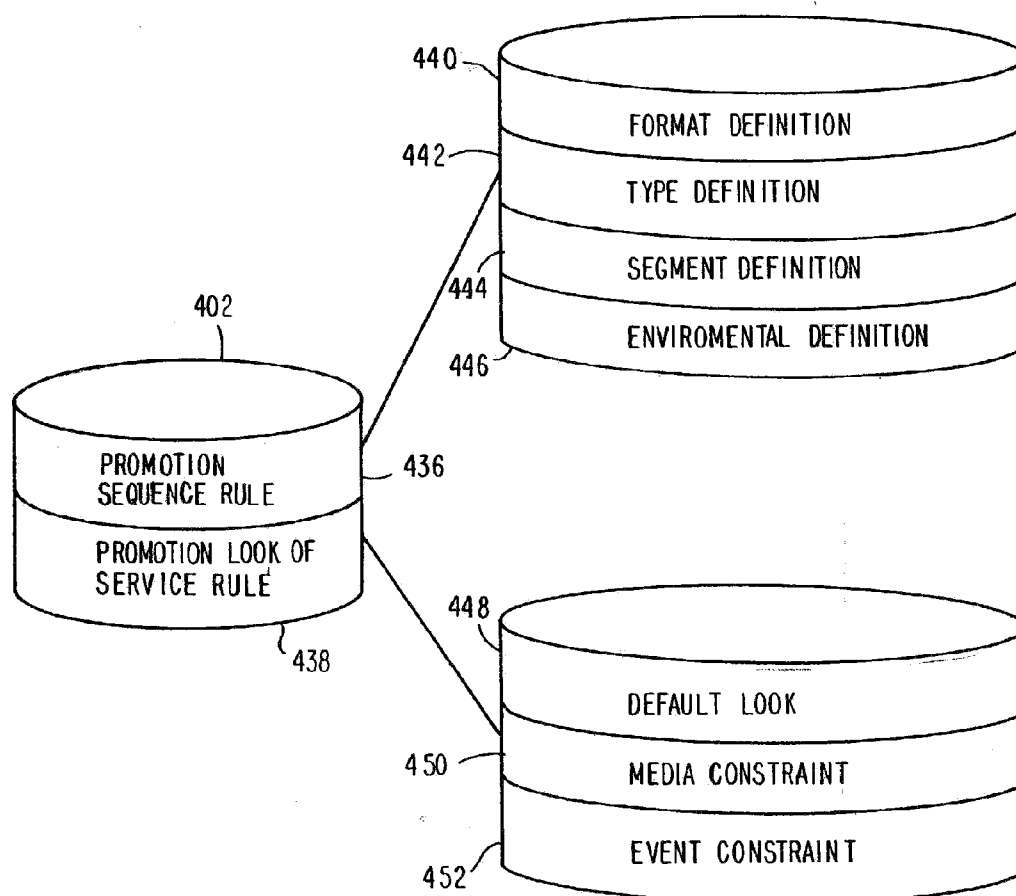 440
FORMAT DEFINITION
442
TYPE DEFINITION
444
SEGMENT DEFINITION
446
ENVIROMENTAL DEFINITION
402
PROMOTION
SEQUENCE RULE
436
PROMOTION LOOK OF
SERVICE RULE
438
448
DEFAULT LOOK
450
MEDIA CONSTRAINT
452
EVENT CONSTRAINT